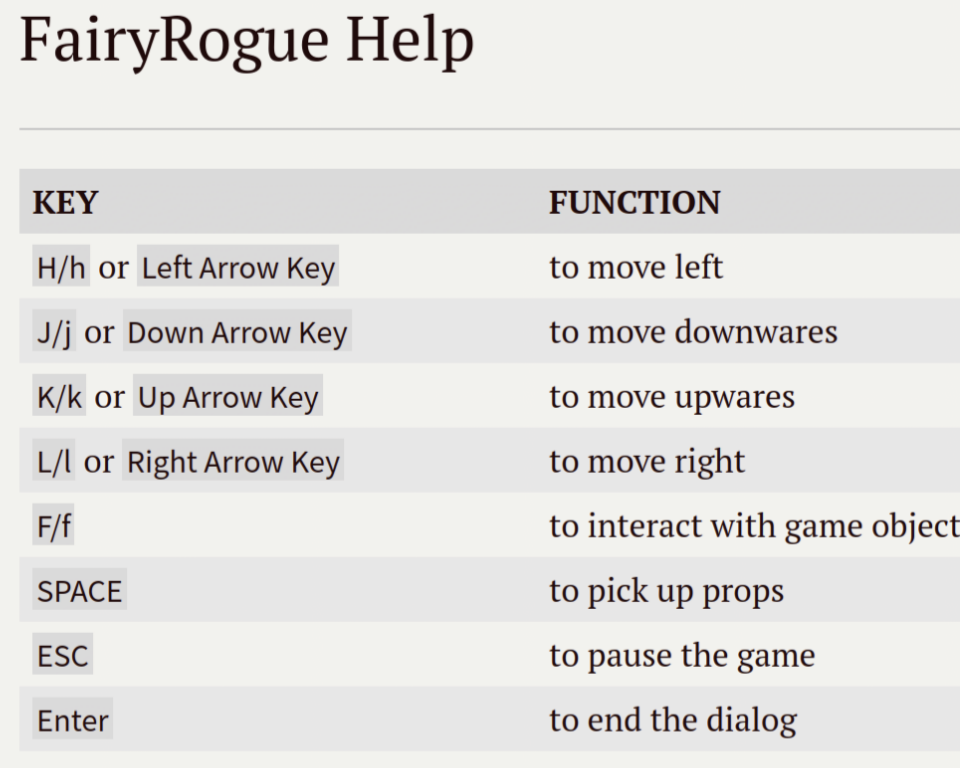 FairyRogue Help
KEY FUNCTION
H/h or Left Arrow Key to move left
J/j or Down Arrow Key to move downwares
K/k or Up Arrow Key to move upwares
L/l or Right Arrow Key to move right
F/f to interact with game object
SPACE to pick up props
ESC to pause the game
Enter to end the dialog